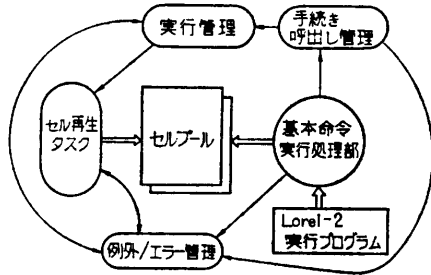 実行管理
手続き
呼出し管理
セル再生
タスク
セルプール
基本命令
実行処理部
Lorel-2
実行プログラム
例外/エラー管理